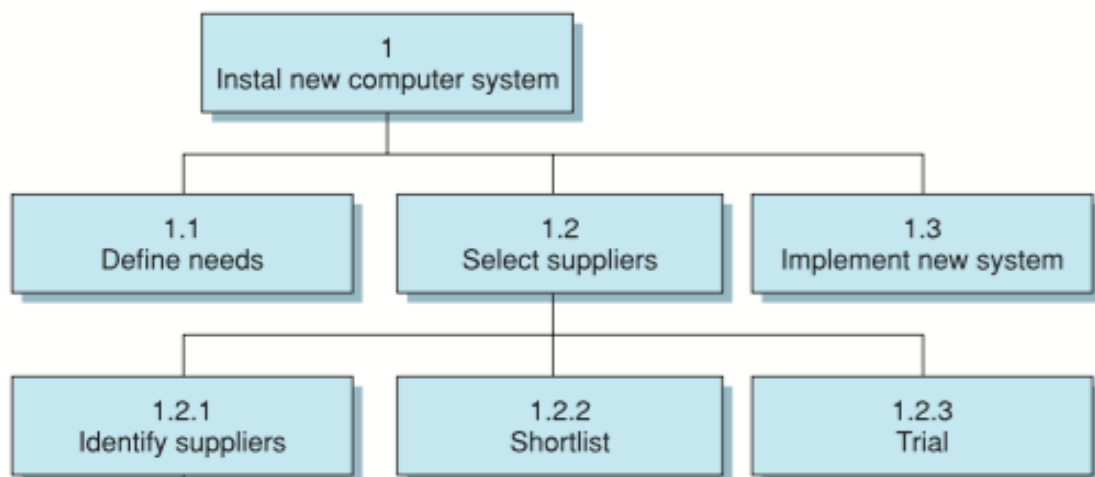 1
Instal new computer system
1.1
Define needs
1.2
Select suppliers
1.3
Implement new system
1.2.1
Identify suppliers
1.2.2
Shortlist
1.2.3
Trial